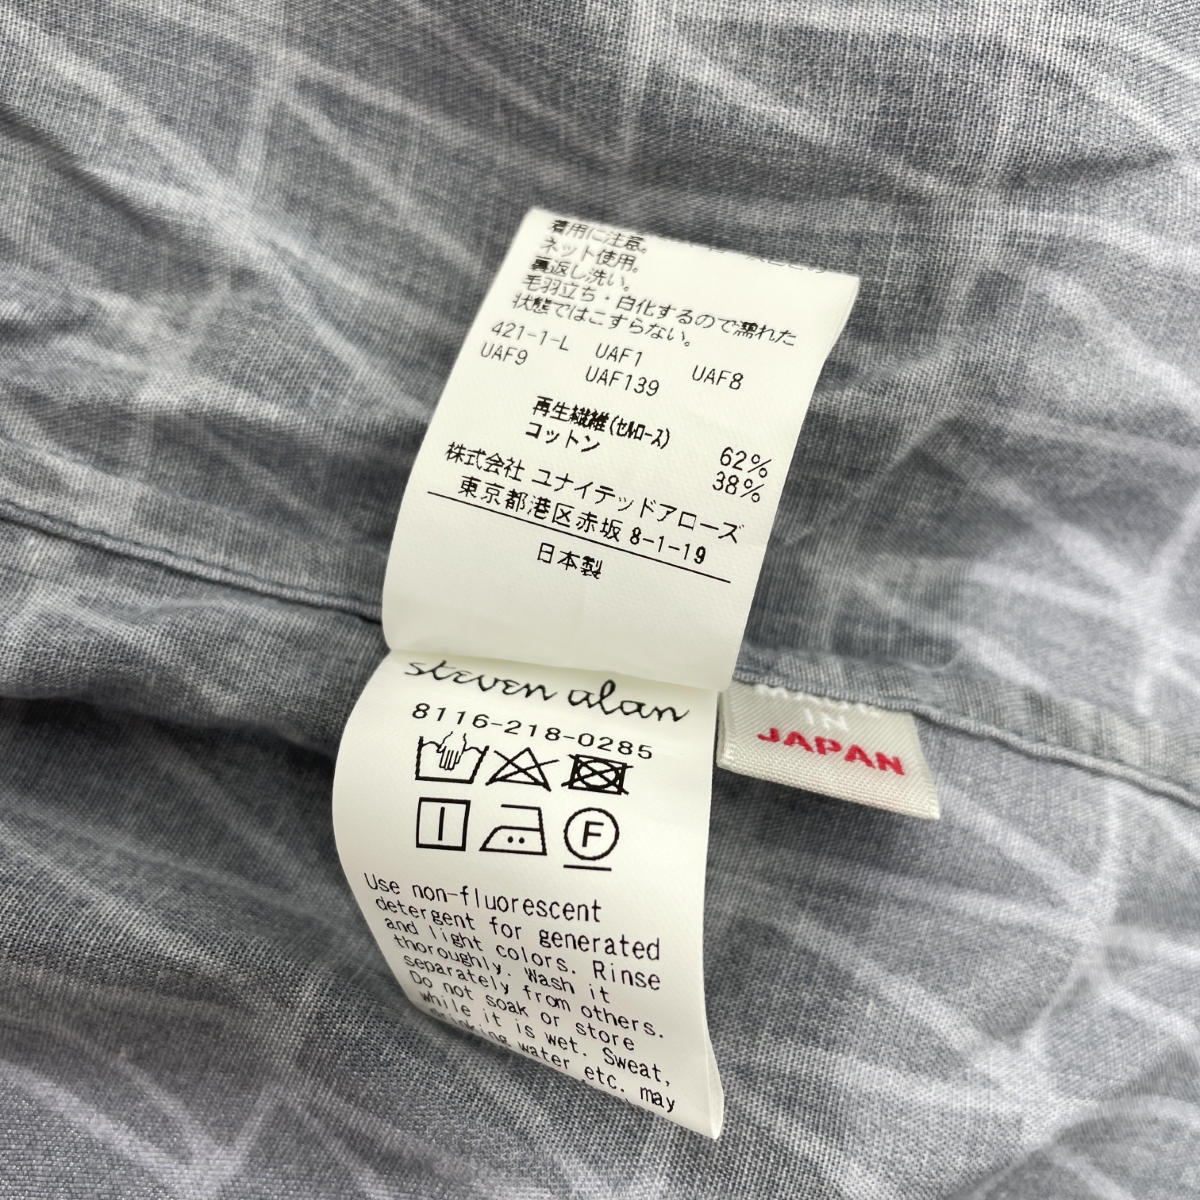 着用に注意。
ネット使用。
裏返し洗い。
毛羽立ち・白化するので濡れた
状態ではこすらない。
421-1-L UAF1 UAF8
UAF9 UAF139
再生繊維(セルロース) 62%
コットン 38%
株式会社 ユナイテッドアローズ
東京都港区赤坂 8-1-19
日本製
steven alan
8116-218-0285
F
Use non-fluorescent
detergent for generated
and light colors. Rinse
thoroughly. Wash it
separately from others.
Do not soak or store
while it is wet. Sweat,
drinking water etc. may
IN
JAPAN